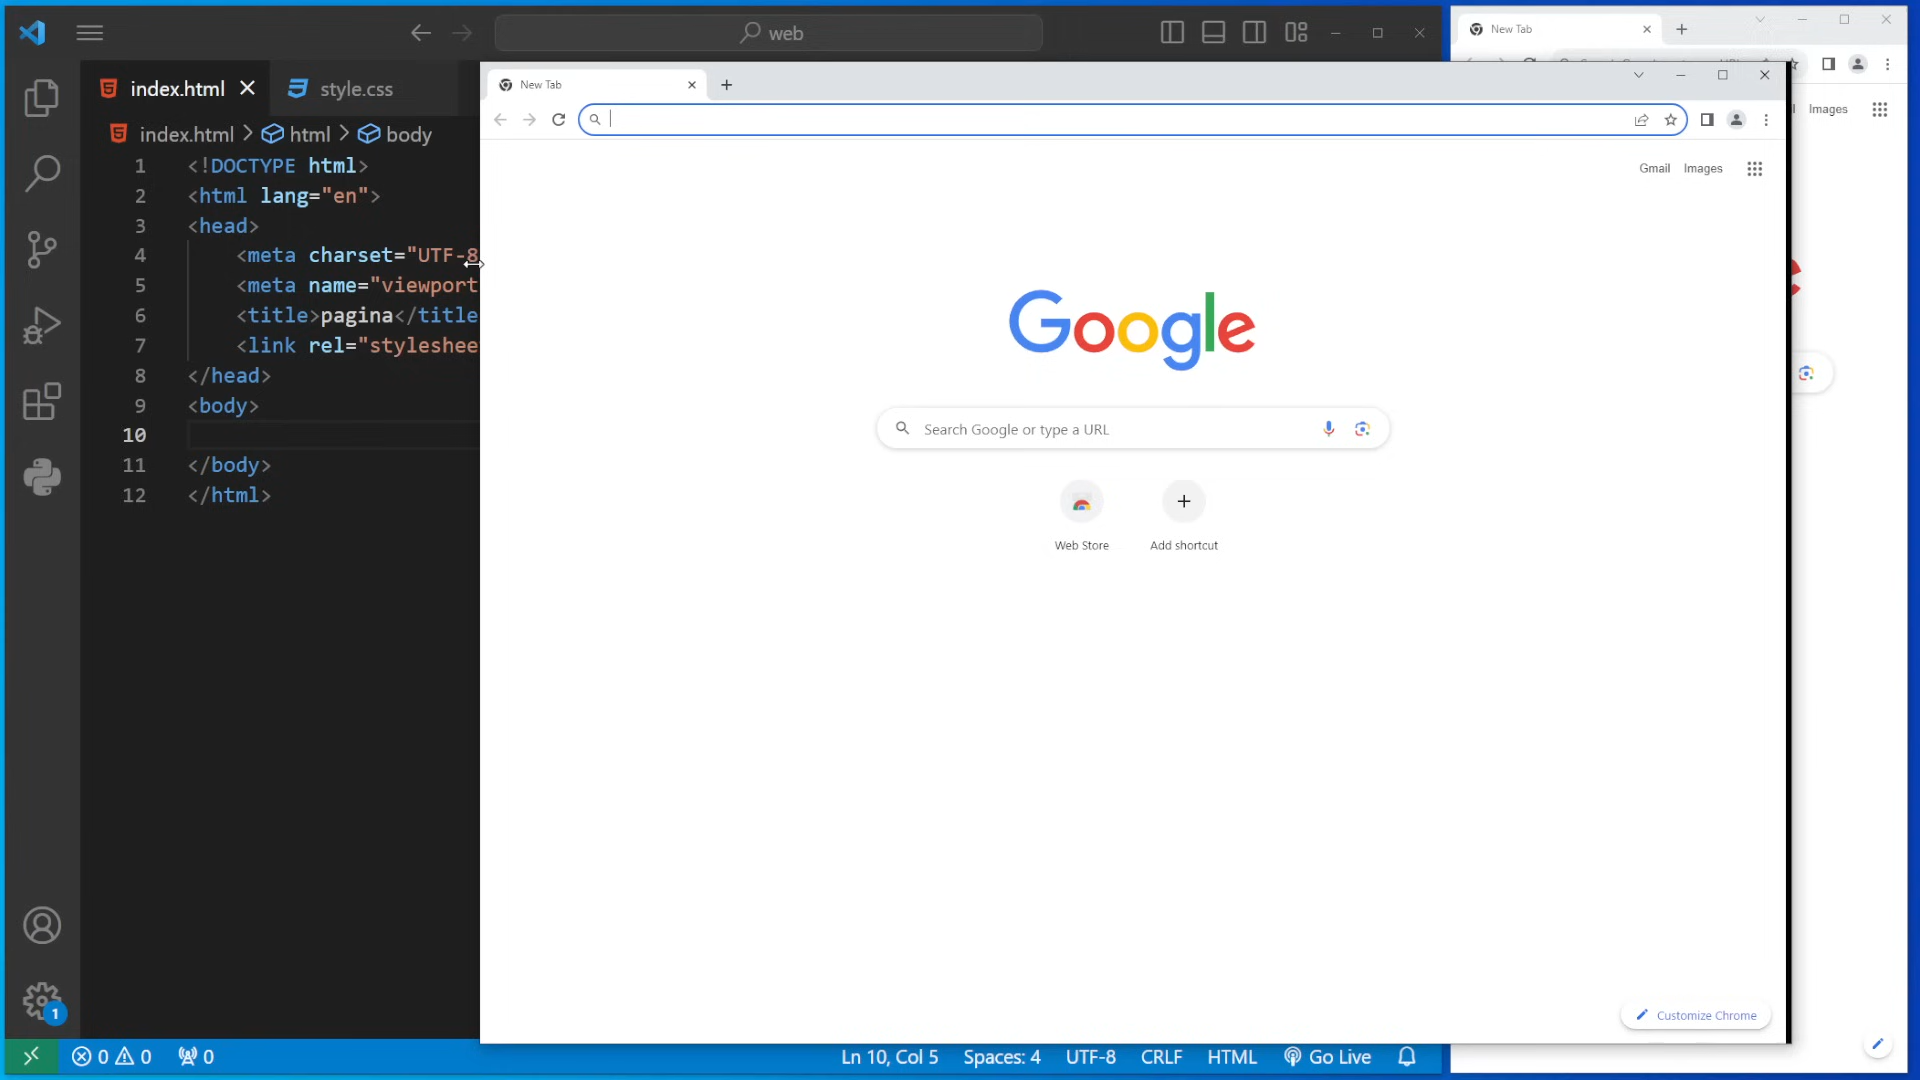 web
index.html
style.css
index.html > html > body
1 <!DOCTYPE html>
2 <html lang="en">
3 <head>
4 <meta charset="UTF-8
5 <meta name="viewport
6 <title>pagina</title
7 <link rel="styleshee
8 </head>
9 <body>
10
11 </body>
12 </html>
1
0 0 0
Ln 10, Col 5 Spaces: 4 UTF-8 CRLF HTML Go Live
New Tab
Gmail Images
Google
Search Google or type a URL
Web Store Add shortcut
Customize Chrome
New Tab
Images